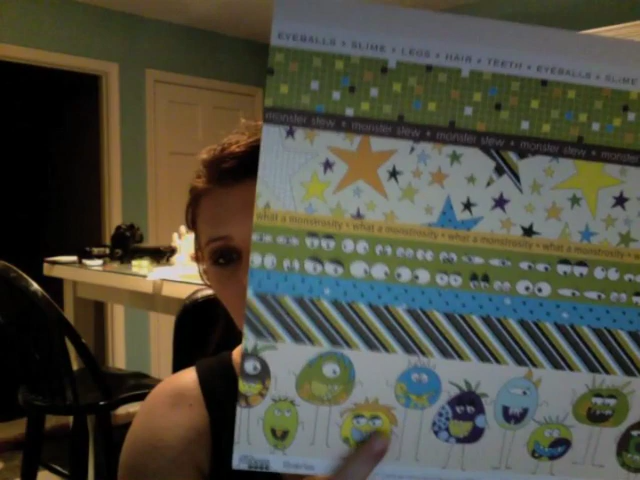 EYEBALLS + SLIME + LEGS + HAIR + TEETH + EYEBALLS + SLIME
monster stew + monster stew + monster stew + monster stew + monster
what a monstrosity • what a monstrosity • what a monstrosity • what a monstrosity •